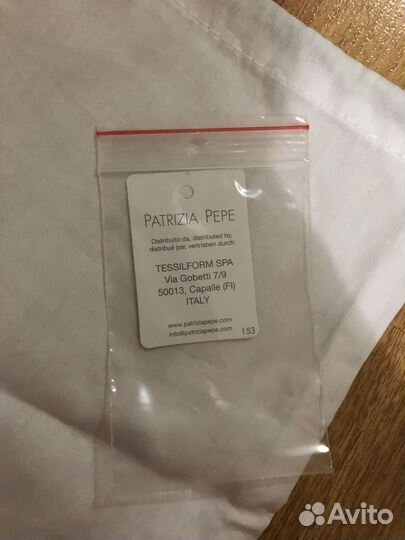 PATRIZIA PEPE
Distribuito da, distributed by,
distribué par, vertrieben durch:
TESSILFORM SPA
Via Gobetti 7/9
50013, Capalle (FI)
ITALY
www.patriziapepe.com
info@patriziapepe.com
153
Avito